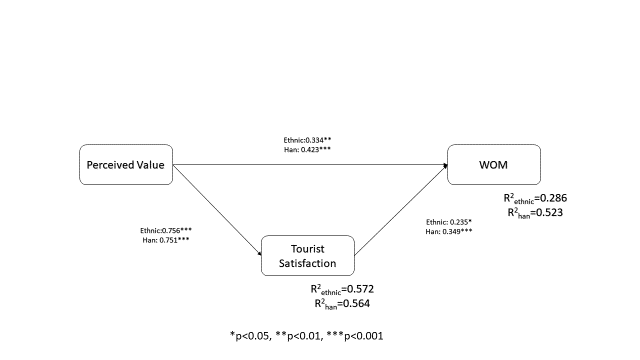 Ethnic:0.334**
Han: 0.423***
Perceived Value
WOM
R²ethnic=0.286
R²han=0.523
Ethnic:0.756***
Han: 0.751***
Ethnic: 0.235*
Han: 0.349***
Tourist
Satisfaction
R²ethnic=0.572
R²han=0.564
*p<0.05, **p<0.01, ***p<0.001